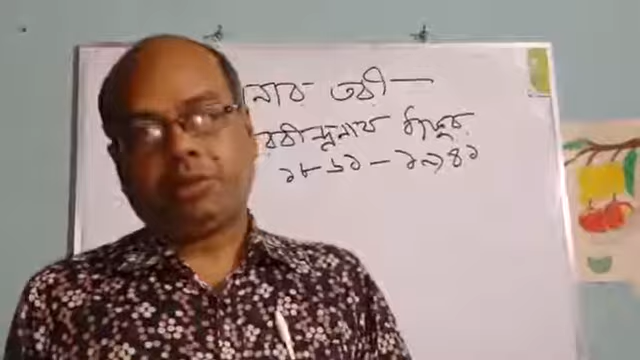 নার তরী —
রবীন্দ্রনাথ ঠাকুর
১৮৬১ – ১৯৪১